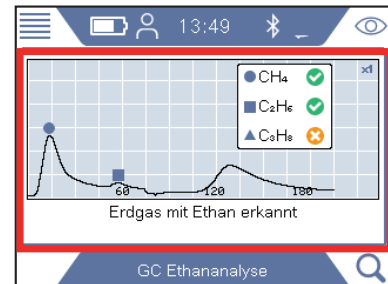 13:49
x1
CH₄
C₂H₆
C₃H₈
60 120 180
Erdgas mit Ethan erkannt
GC Ethananalyse